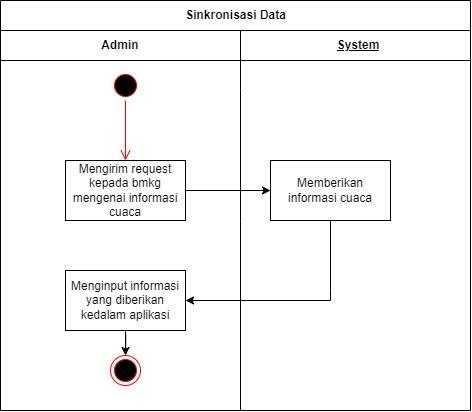 Sinkronisasi Data
Admin
System
Mengirim request
kepada bmkg
mengenai informasi
cuaca
Memberikan
informasi cuaca
Menginput informasi
yang diberikan
kedalam aplikasi